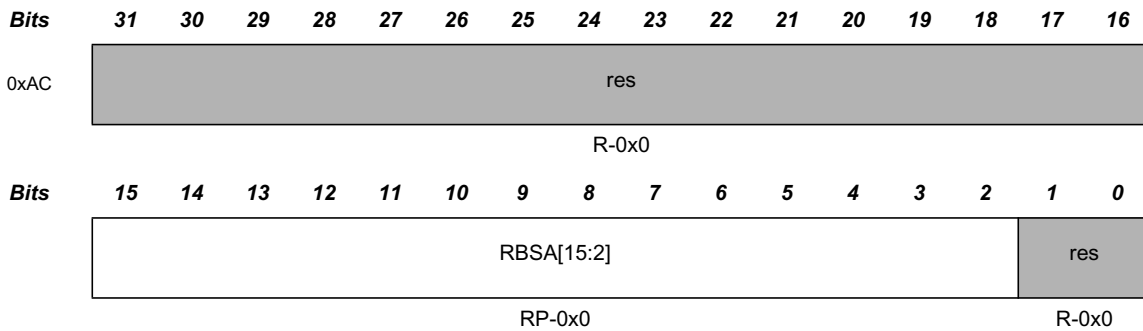 Bits 31 30 29 28 27 26 25 24 23 22 21 20 19 18 17 16
0xAC res
R-0x0
Bits 15 14 13 12 11 10 9 8 7 6 5 4 3 2 1 0
RBSA[15:2] res
RP-0x0 R-0x0